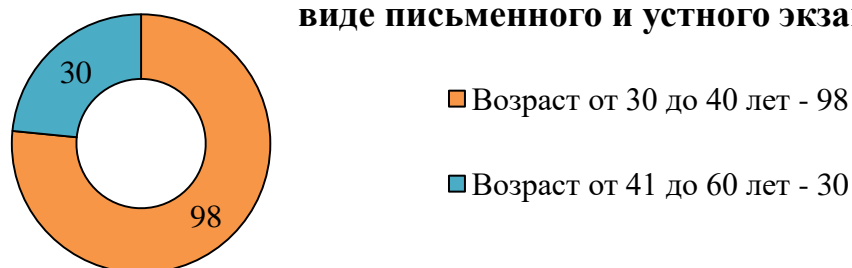 виде письменного и устного
30
Возраст от 30 до 40 лет - 98
Возраст от 41 до 60 лет - 30
98